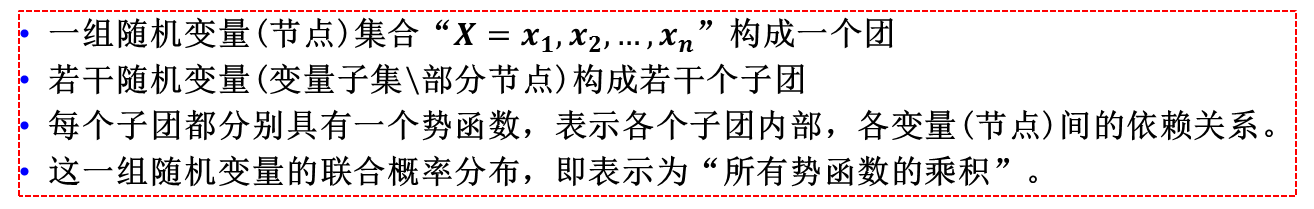 • 一组随机变量(节点)集合“X = x₁, x₂, … , xₙ”构成一个团
• 若干随机变量(变量子集\部分节点)构成若干个子团
• 每个子团都分别具有一个势函数，表示各个子团内部，各变量(节点)间的依赖关系。
• 这一组随机变量的联合概率分布，即表示为“所有势函数的乘积”。